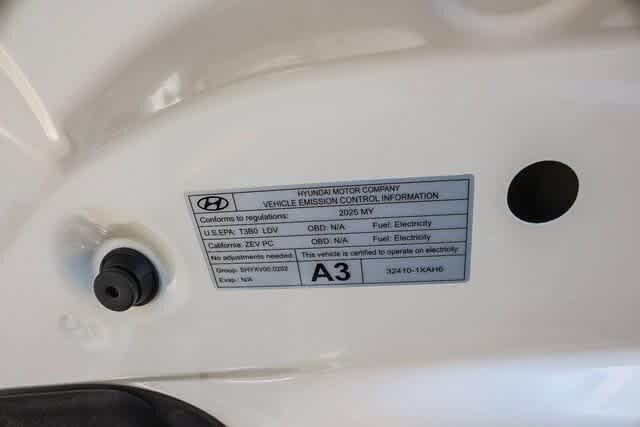 HYUNDAI MOTOR COMPANY
VEHICLE EMISSION CONTROL INFORMATION
Conforms to regulations: 2025 MY
U.S.EPA: T3B0 LDV OBD: N/A Fuel: Electricity
California: ZEV PC OBD: N/A Fuel: Electricity
No adjustments needed. This vehicle is certified to operate on electricity.
Group: SHYXV00.0202 A3 32410-1XAH6
Evap.: N/A